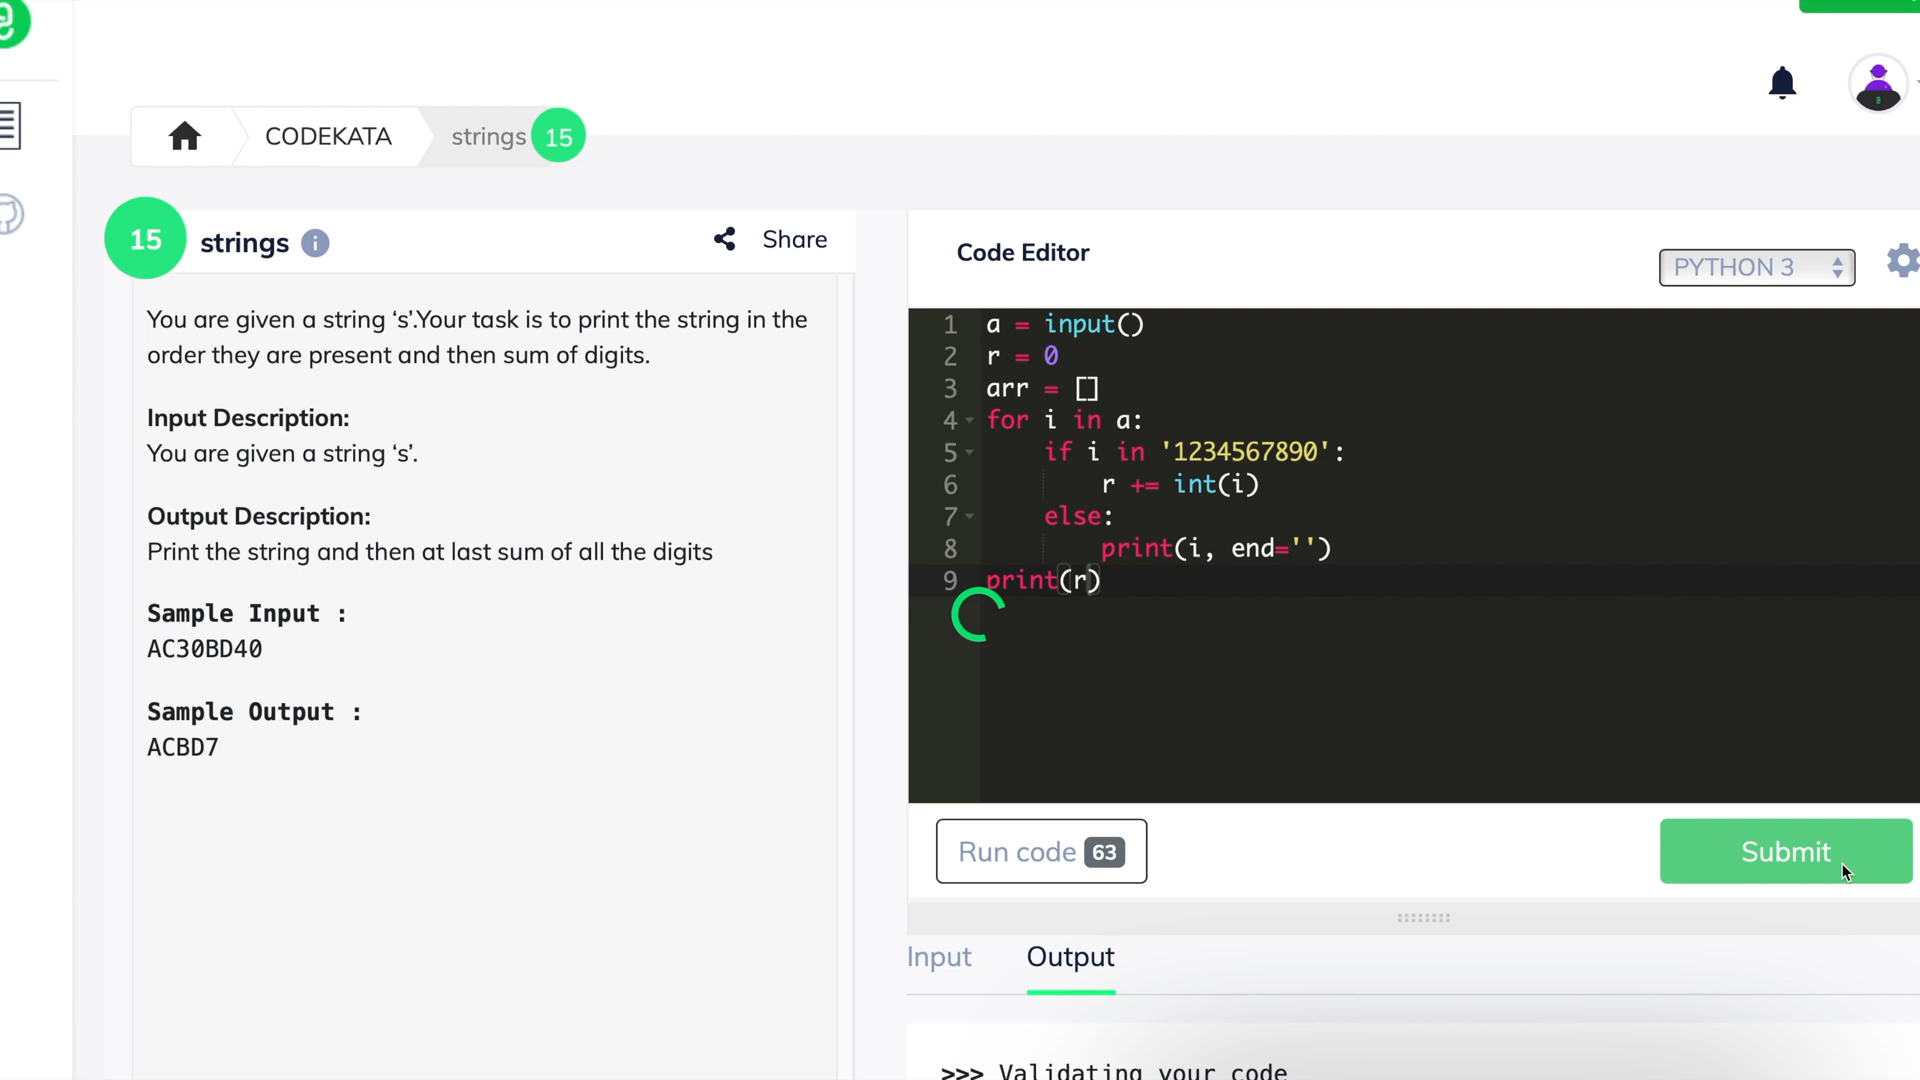 CODEKATA
strings 15
15 strings
Share
You are given a string ‘s’.Your task is to print the string in the
order they are present and then sum of digits.
Input Description:
You are given a string ‘s’.
Output Description:
Print the string and then at last sum of all the digits
Sample Input :
AC30BD40
Sample Output :
ACBD7
Code Editor
PYTHON 3
1 a = input()
2 r = 0
3 arr = []
4 for i in a:
5 if i in '1234567890':
6 r += int(i)
7 else:
8 print(i, end='')
9 print(r)
Run code 63
Submit
Input Output
>>> Validating your code